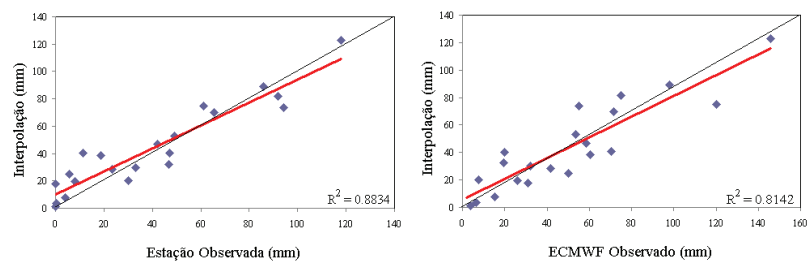 140
120
100
80
60
40
20
0
Interpolação (mm)
R² = 0.8834
0 20 40 60 80 100 120 140
Estação Observada (mm)
140
120
100
80
60
40
20
0
Interpolação (mm)
R² = 0.8142
0 20 40 60 80 100 120 140 160
ECMWF Observado (mm)